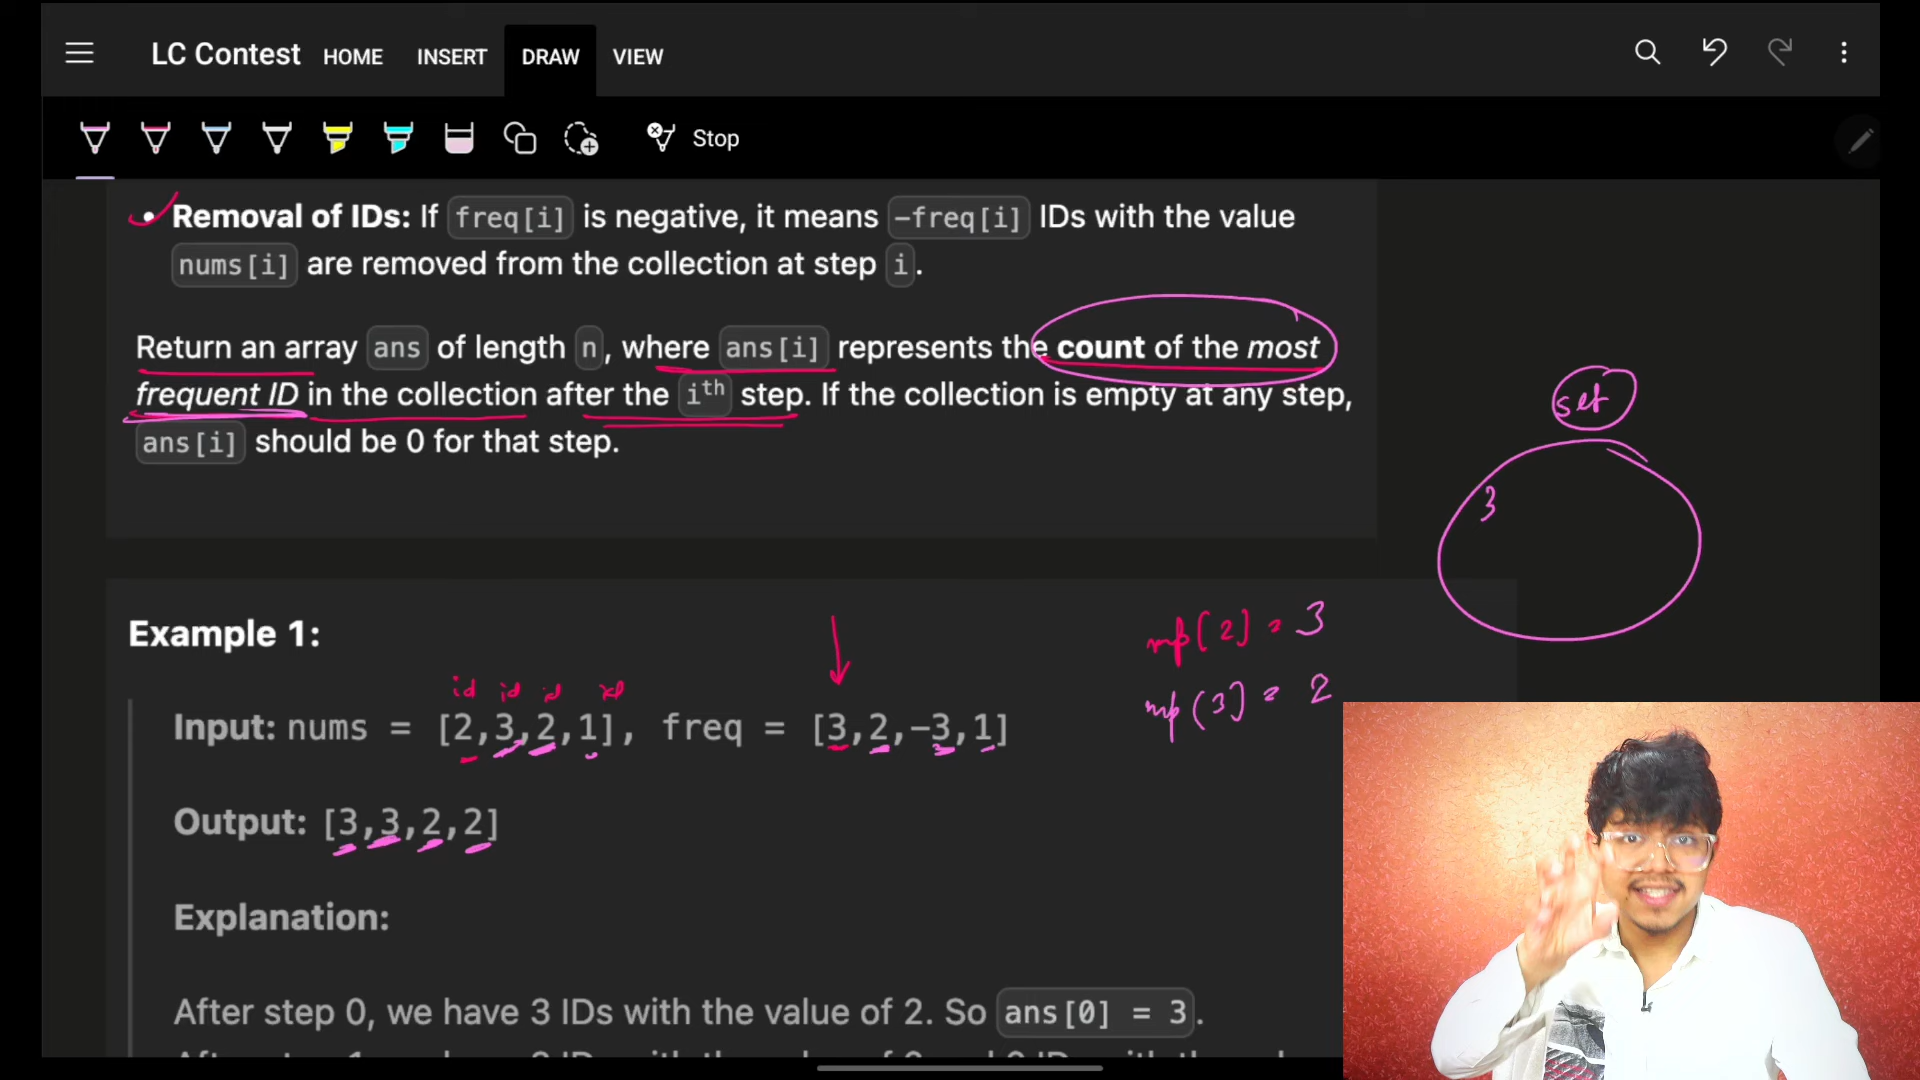 LC Contest HOME INSERT DRAW VIEW
Stop
• Removal of IDs: If freq[i] is negative, it means -freq[i] IDs with the value
nums[i] are removed from the collection at step i.
Return an array ans of length n, where ans[i] represents the count of the most
frequent ID in the collection after the ith step. If the collection is empty at any step,
ans[i] should be 0 for that step.
set
3
Example 1:
mp[2] = 3
mp[3] = 2
id id id id
Input: nums = [2,3,2,1], freq = [3,2,-3,1]
Output: [3,3,2,2]
Explanation:
After step 0, we have 3 IDs with the value of 2. So ans[0] = 3.